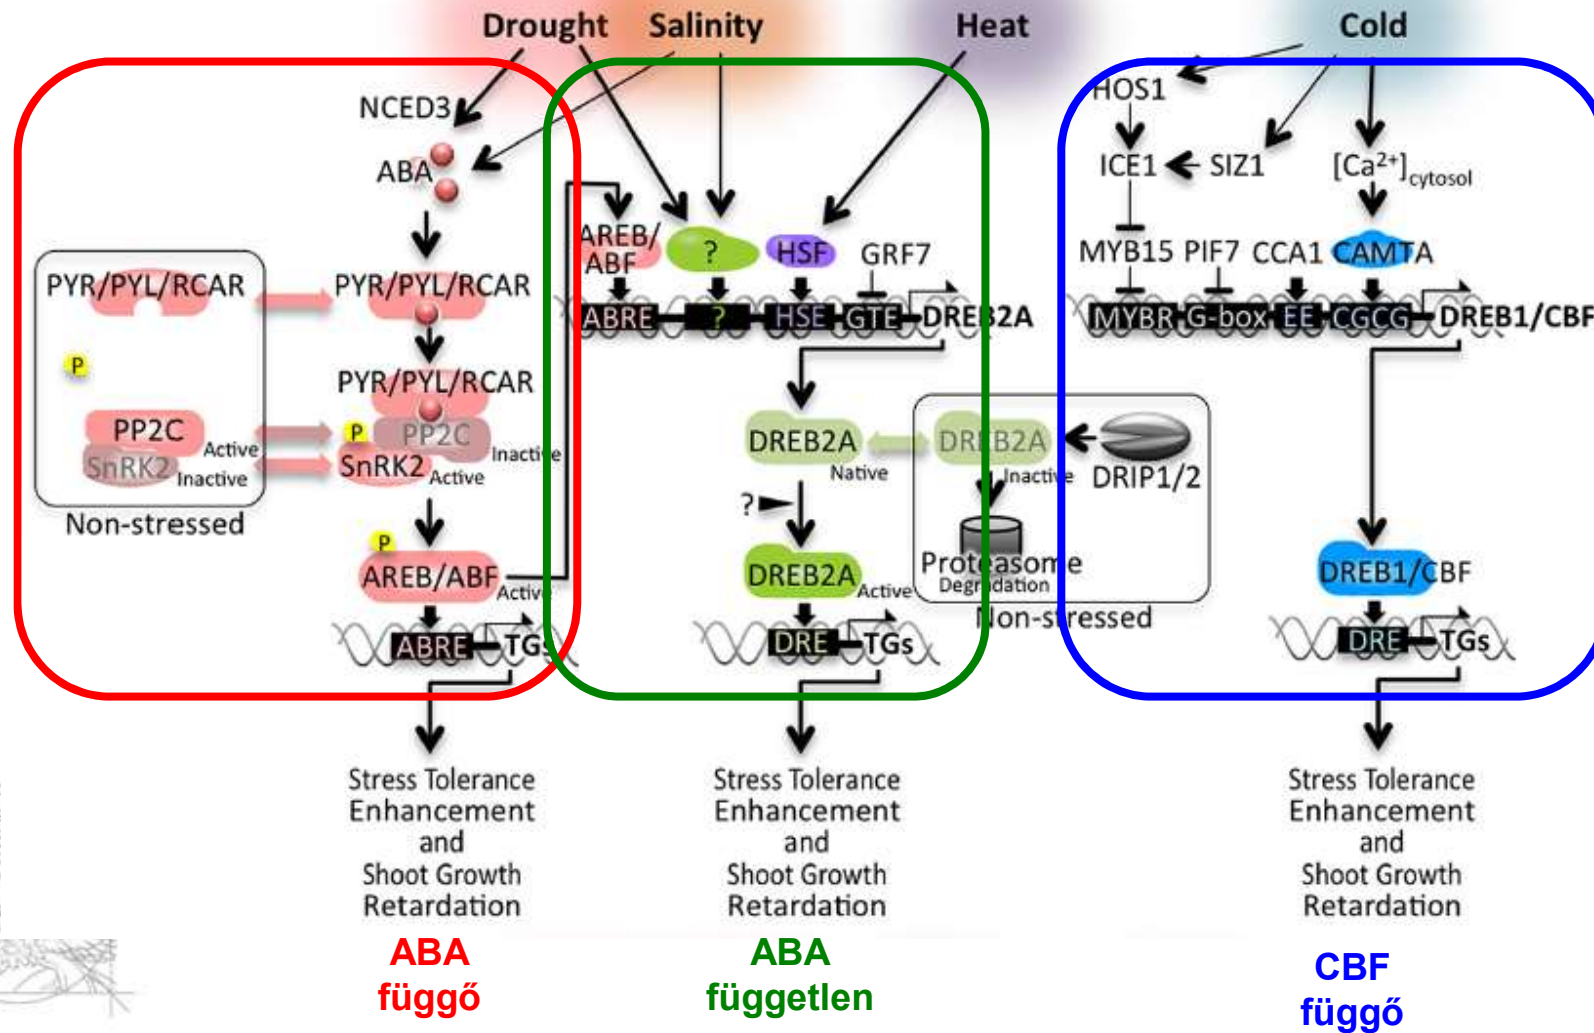 Drought Salinity Heat Cold
NCED3
ABA
PYR/PYL/RCAR
P
PP2C
Active
SnRK2
Inactive
Non-stressed
PYR/PYL/RCAR
PYR/PYL/RCAR
PP2C
Inactive
P
SnRK2
Active
P
AREB/ABF
Active
ABRE
TGs
Stress Tolerance
Enhancement
and
Shoot Growth
Retardation
ABA
függő
AREB/
ABF
?
HSF
GRF7
ABRE
?
HSE
GTE
DREB2A
DREB2A
Native
DREB2A
Inactive
DRIP1/2
?
Proteasome
Degradation
Non-stressed
DREB2A
Active
DRE
TGs
Stress Tolerance
Enhancement
and
Shoot Growth
Retardation
ABA
független
HOS1
ICE1
SIZ1
[Ca²⁺]cytosol
MYB15
PIF7
CCA1
CAMTA
MYBR
G-box
EE
CGCG
DREB1/CBF
DREB1/CBF
DRE
TGs
Stress Tolerance
Enhancement
and
Shoot Growth
Retardation
CBF
függő